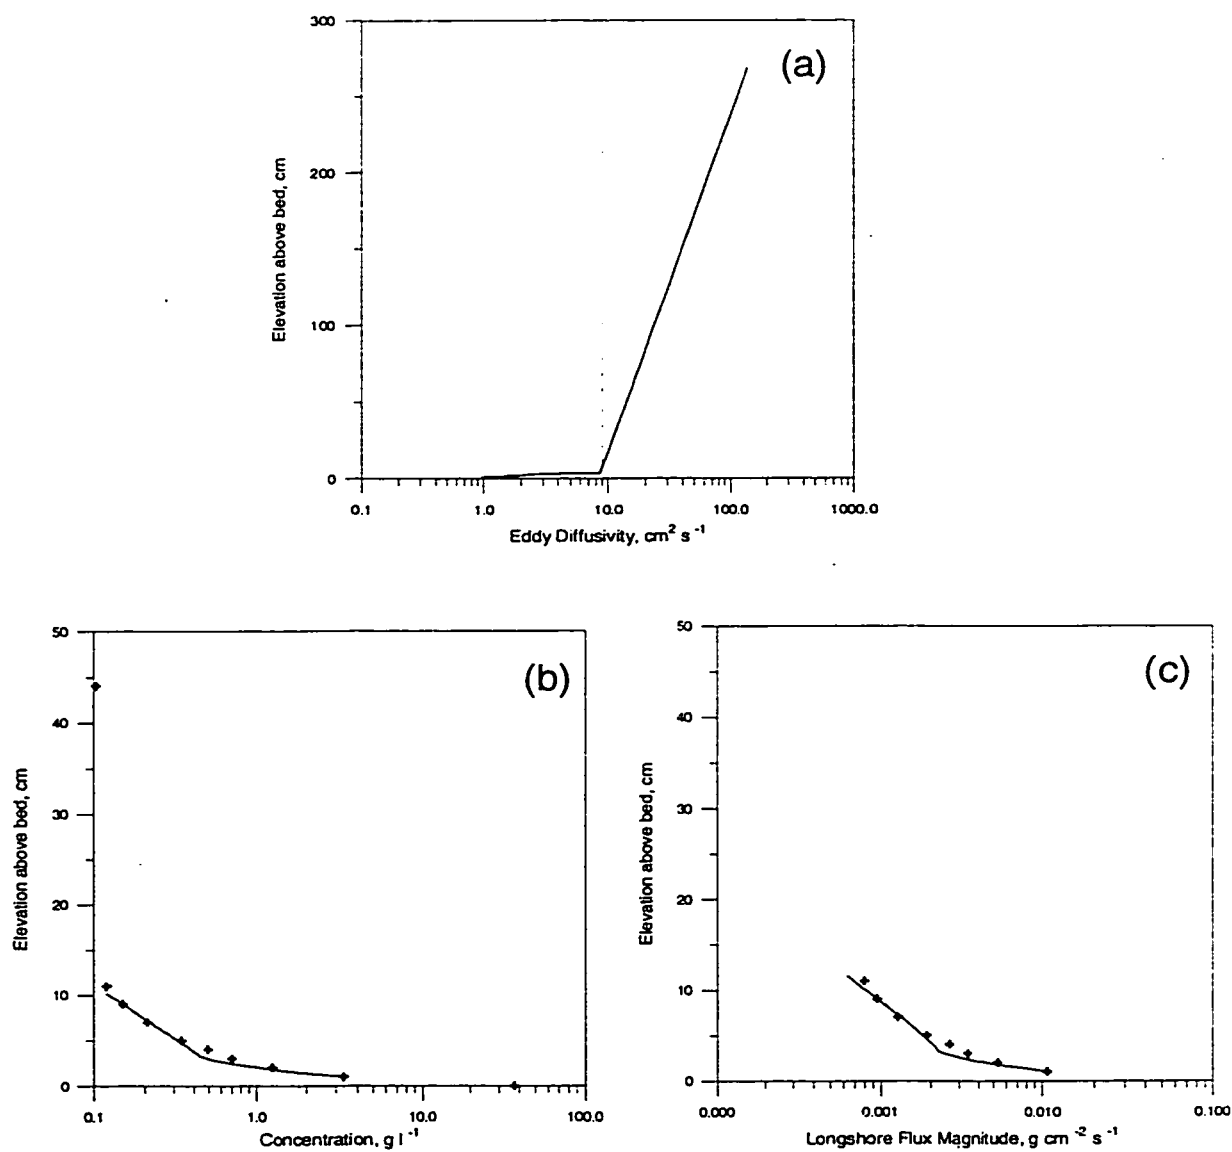 (a)
300
200
100
0
Elevation above bed, cm
0.1 1.0 10.0 100.0 1000.0
Eddy Diffusivity, cm² s⁻¹
(b)
50
40
30
20
10
0
Elevation above bed, cm
0.1 1.0 10.0 100.0
Concentration, g l⁻¹
(c)
50
40
30
20
10
0
Elevation above bed, cm
0.000 0.001 0.010 0.100
Longshore Flux Magnitude, g cm⁻² s⁻¹